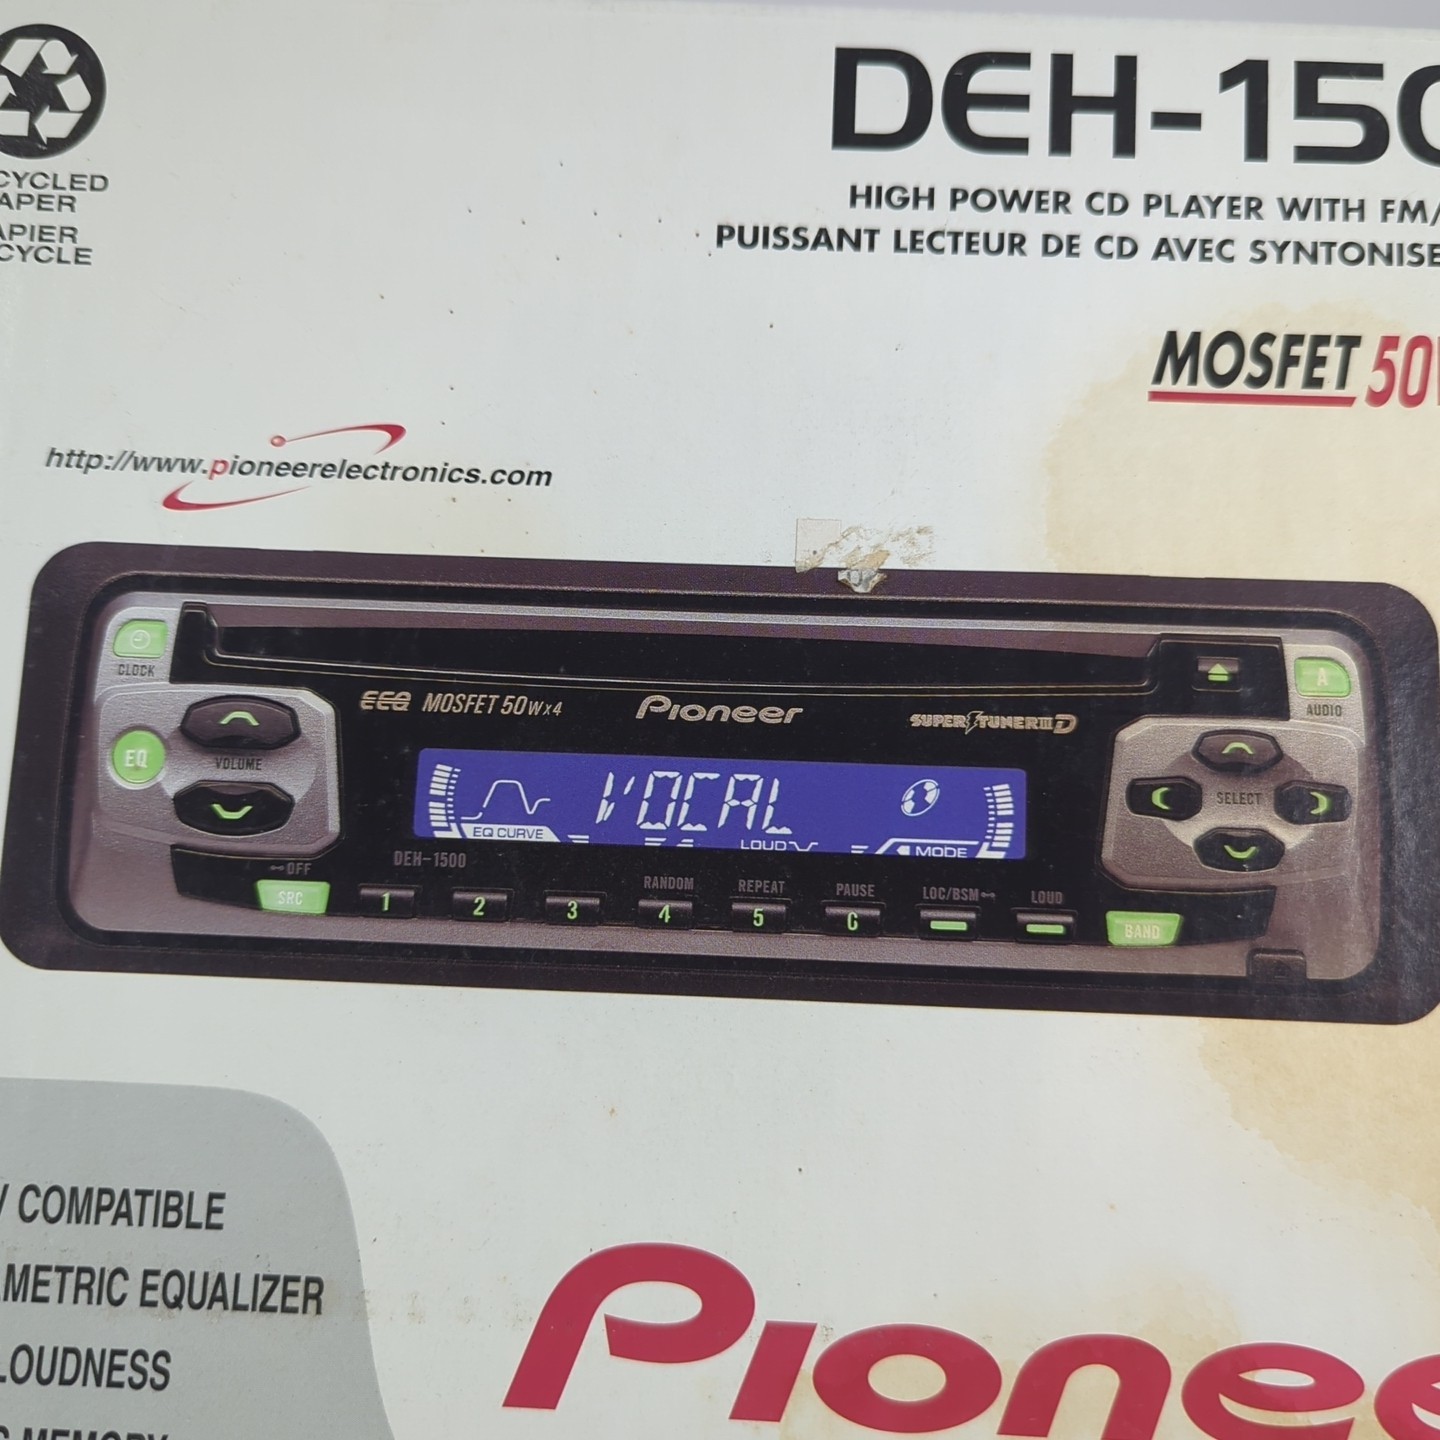 CYCLED
APER
APIER
CYCLE
DEH-150
HIGH POWER CD PLAYER WITH FM/
PUISSANT LECTEUR DE CD AVEC SYNTONISE
MOSFET 50
http://www.pioneerelectronics.com
CLOCK
A
AUDIO
EEQ MOSFET 50W×4
Pioneer
SUPER TUNER III D
EQ
VOLUME
SELECT
VOCAL
EQ CURVE
LOUD
MODE
DEH-1500
OFF
SRC
1
2
3
RANDOM
4
REPEAT
5
PAUSE
6
LOC/BSM
LOUD
BAND
COMPATIBLE
METRIC EQUALIZER
LOUDNESS
MEMORY
Pionee